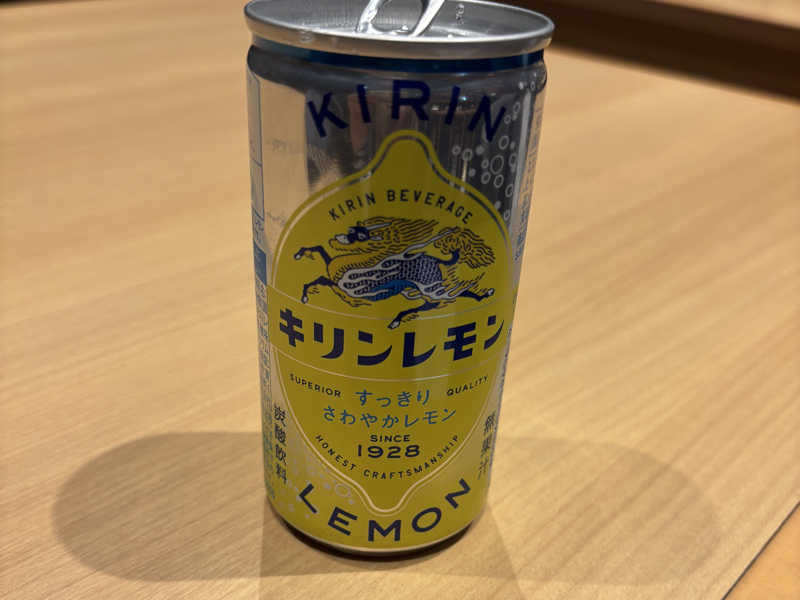 KIRIN
KIRIN BEVERAGE
キリンレモン
SUPERIOR すっきり QUALITY
さわやかレモン
SINCE
1928
HONEST CRAFTSMANSHIP
LEMON
炭酸飲料
無果汁